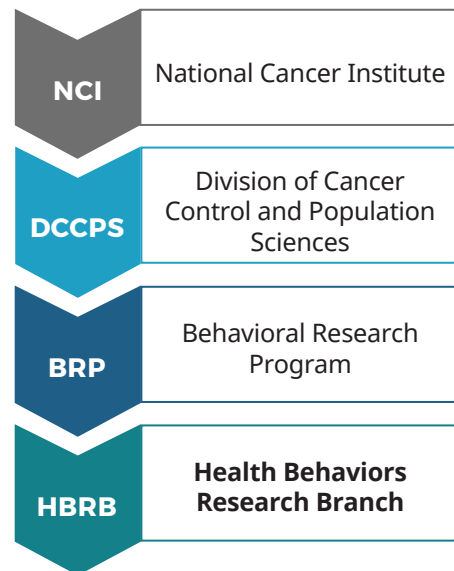 NCI
National Cancer Institute
DCCPS
Division of Cancer
Control and Population
Sciences
BRP
Behavioral Research
Program
HBRB
Health Behaviors
Research Branch